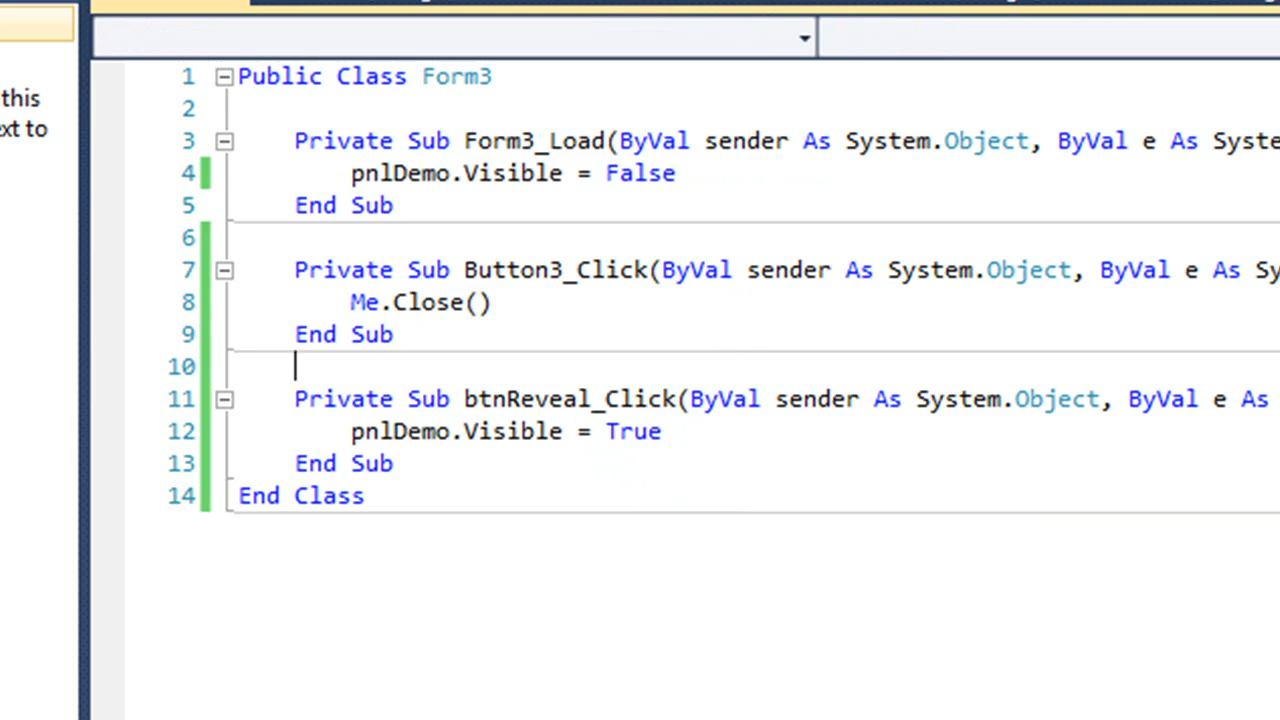 this
ext to
1 Public Class Form3
2
3 Private Sub Form3_Load(ByVal sender As System.Object, ByVal e As Syste
4 pnlDemo.Visible = False
5 End Sub
6
7 Private Sub Button3_Click(ByVal sender As System.Object, ByVal e As Sy
8 Me.Close()
9 End Sub
10
11 Private Sub btnReveal_Click(ByVal sender As System.Object, ByVal e As
12 pnlDemo.Visible = True
13 End Sub
14 End Class